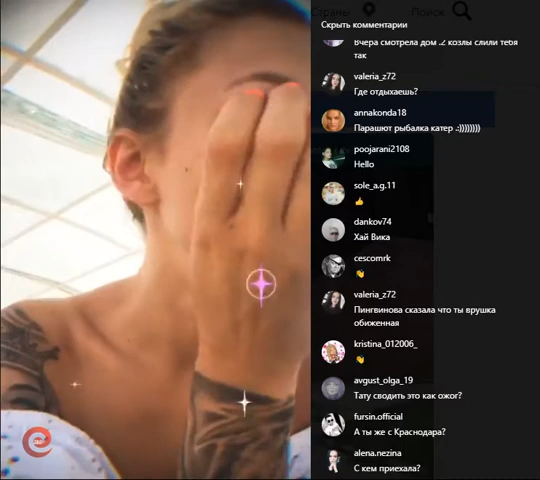 Страны
Поиск
Скрыть комментарии
Вчера смотрела дом .2 козлы слили тебя
так
valeria_z72
Где отдыхаешь?
annakonda18
Парашют рыбалка катер .:))))))))
poojarani2108
Hello
sole_a.g.11
👍
dankov74
Хай Вика
cescomrk
👏
valeria_z72
Пингвинова сказала что ты врушка
обиженная
kristina_012006_
👏
avgust_olga_19
Тату сводить это как ожог?
fursin.official
А ты же с Краснодара?
alena.nezina
С кем приехала?